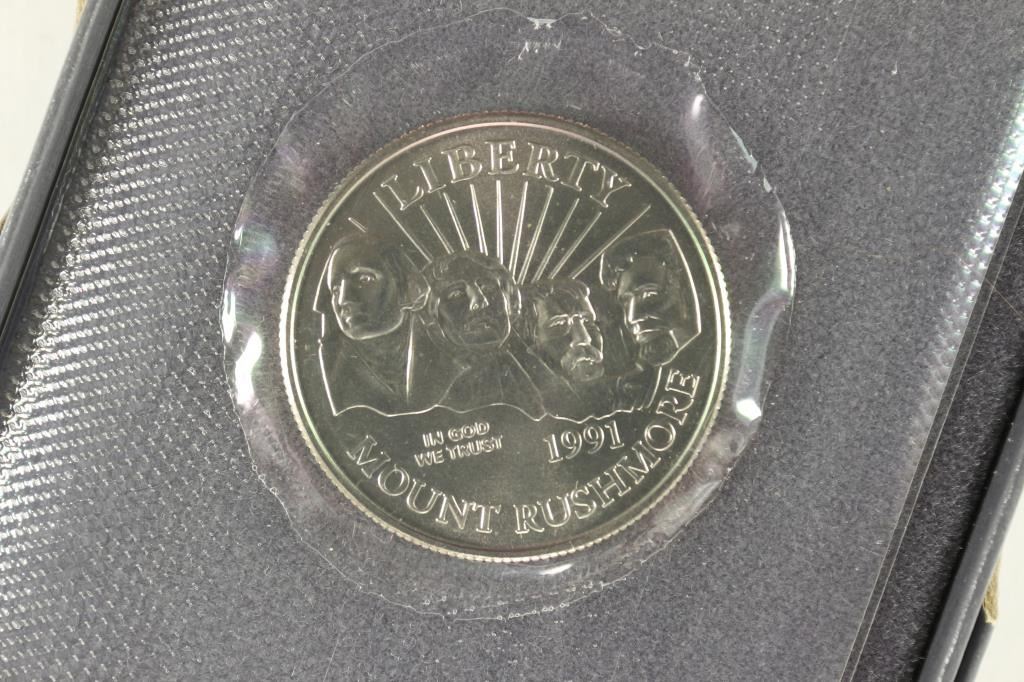 LIBERTY
IN GOD
WE TRUST
1991
MOUNT RUSHMORE